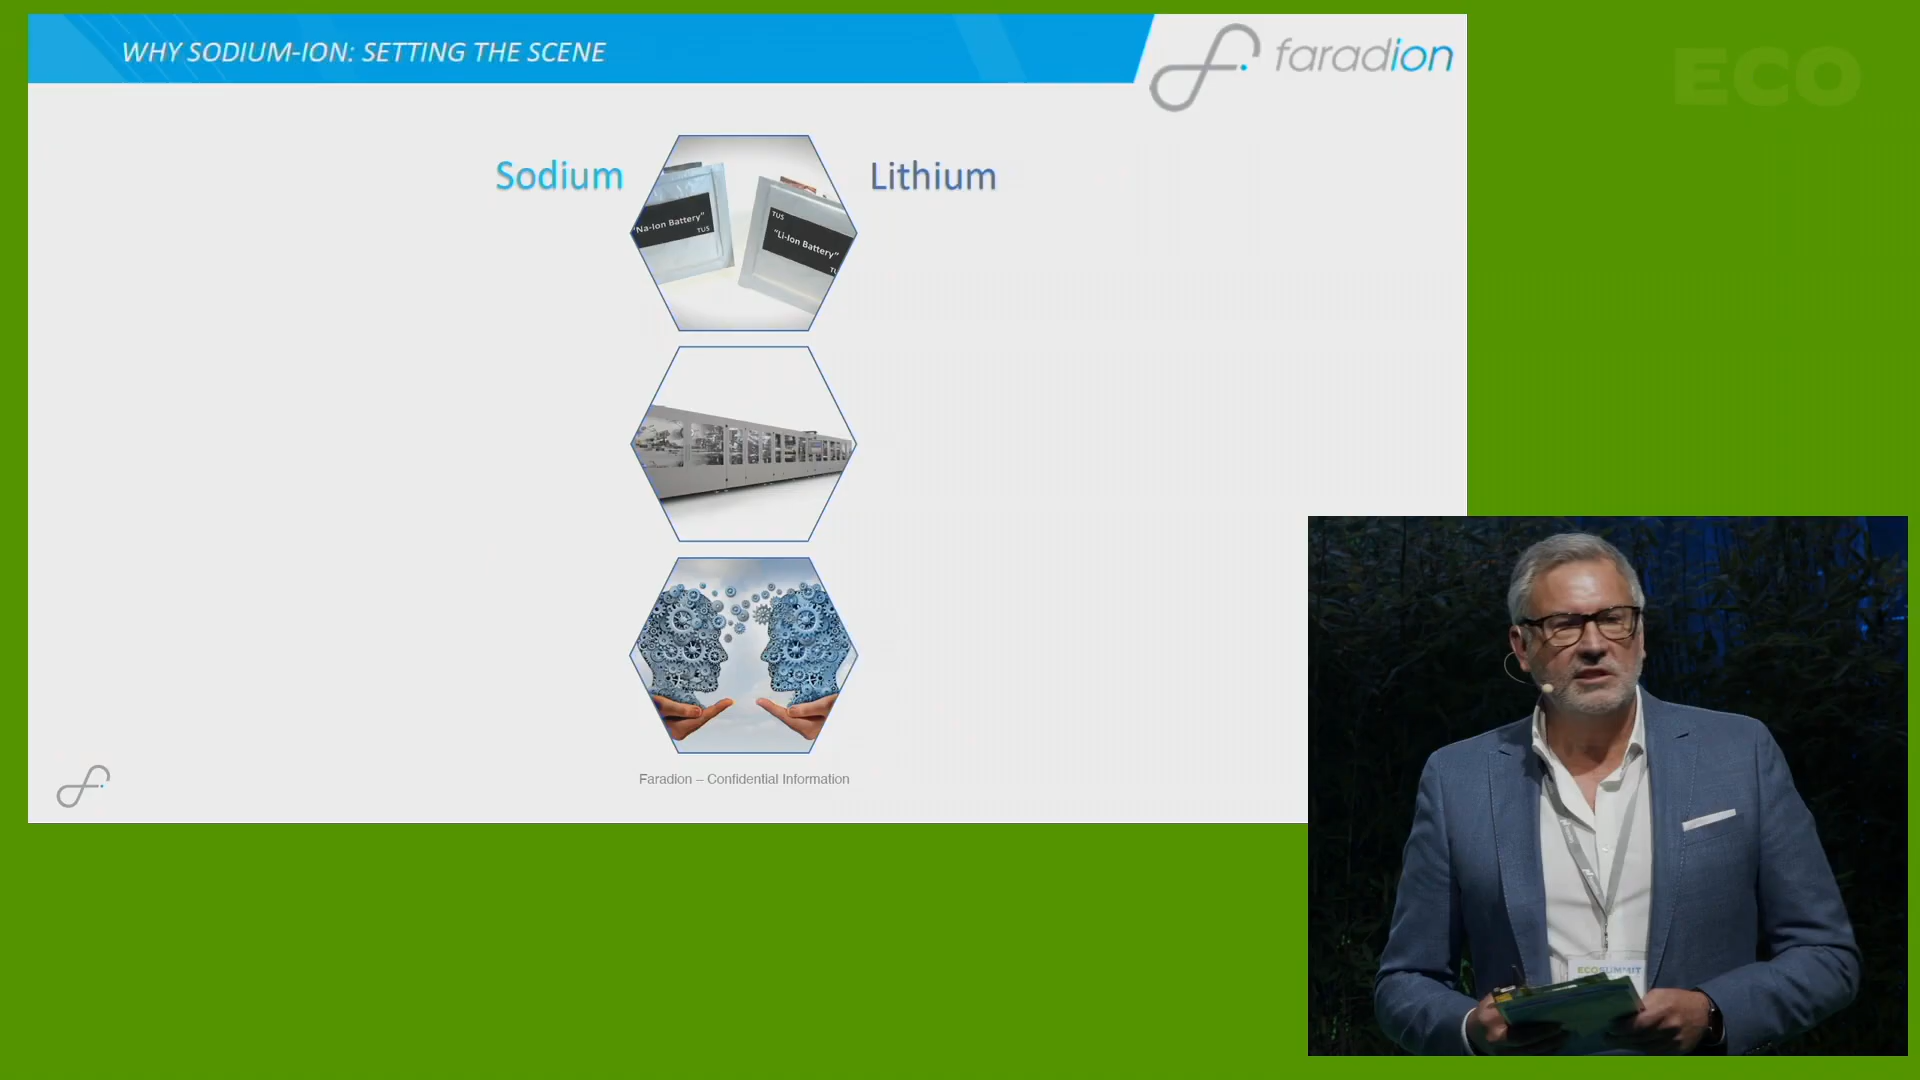 WHY SODIUM-ION: SETTING THE SCENE
faradion
ECO
Sodium
Lithium
"Na-Ion Battery"
TUS
TUS
"Li-Ion Battery"
Faradion – Confidential Information
ECOSUMMIT